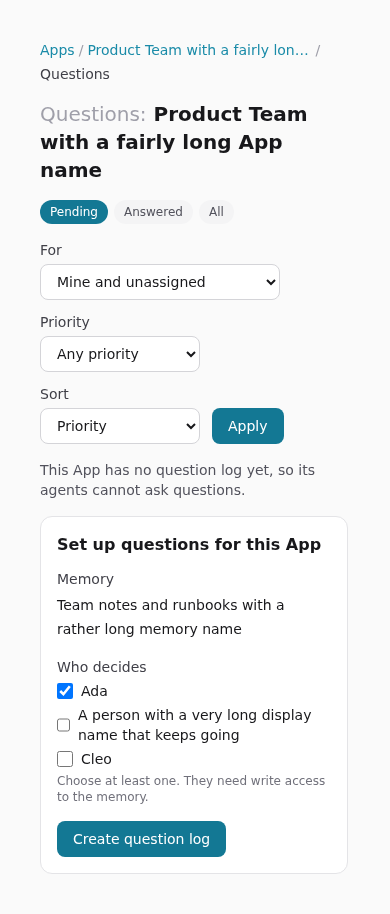 Apps / Product Team with a fairly lon... /
Questions
Questions: Product Team
with a fairly long App
name
Pending Answered All
For
Mine and unassigned
Priority
Any priority
Sort
Priority Apply
This App has no question log yet, so its
agents cannot ask questions.
Set up questions for this App
Memory
Team notes and runbooks with a
rather long memory name
Who decides
Ada
A person with a very long display
name that keeps going
Cleo
Choose at least one. They need write access
to the memory.
Create question log